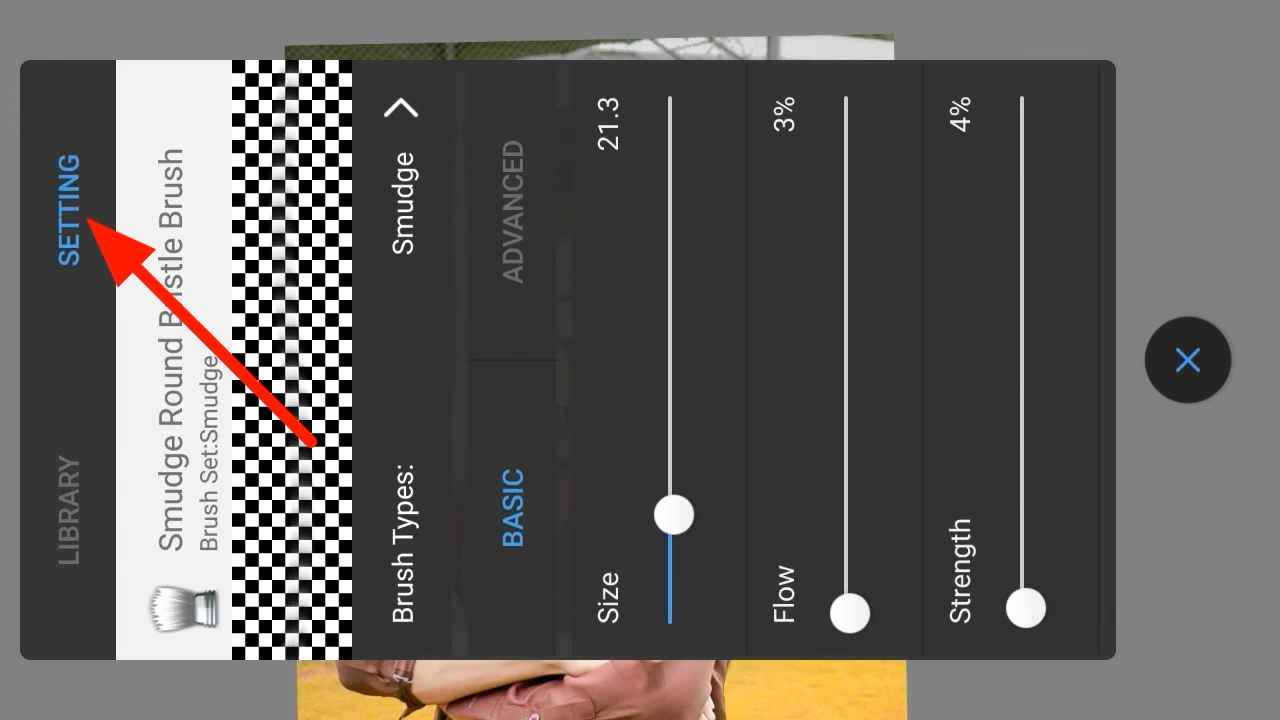 LIBRARY SETTING
Smudge Round Bristle Brush
Brush Set:Smudge
Brush Types: Smudge
BASIC ADVANCED
Size 21.3
Flow 3%
Strength 4%